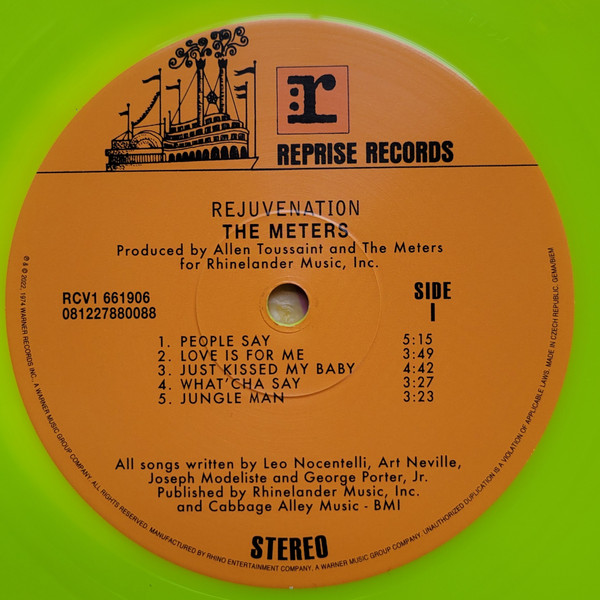 r
REPRISE RECORDS
REJUVENATION
THE METERS
Produced by Allen Toussaint and The Meters
for Rhinelander Music, Inc.
RCV1 661906
081227880088
SIDE
1
1. PEOPLE SAY 5:15
2. LOVE IS FOR ME 3:49
3. JUST KISSED MY BABY 4:42
4. WHAT'CHA SAY 3:27
5. JUNGLE MAN 3:23
All songs written by Leo Nocentelli, Art Neville,
Joseph Modeliste and George Porter, Jr.
Published by Rhinelander Music, Inc.
and Cabbage Alley Music - BMI
STEREO
℗ © 2022, 1974 WARNER RECORDS INC., A WARNER MUSIC GROUP COMPANY. ALL RIGHTS RESERVED. MANUFACTURED BY RHINO ENTERTAINMENT COMPANY, A WARNER MUSIC GROUP COMPANY. UNAUTHORIZED DUPLICATION IS A VIOLATION OF APPLICABLE LAWS. MADE IN CZECH REPUBLIC. GEMA/BIEM